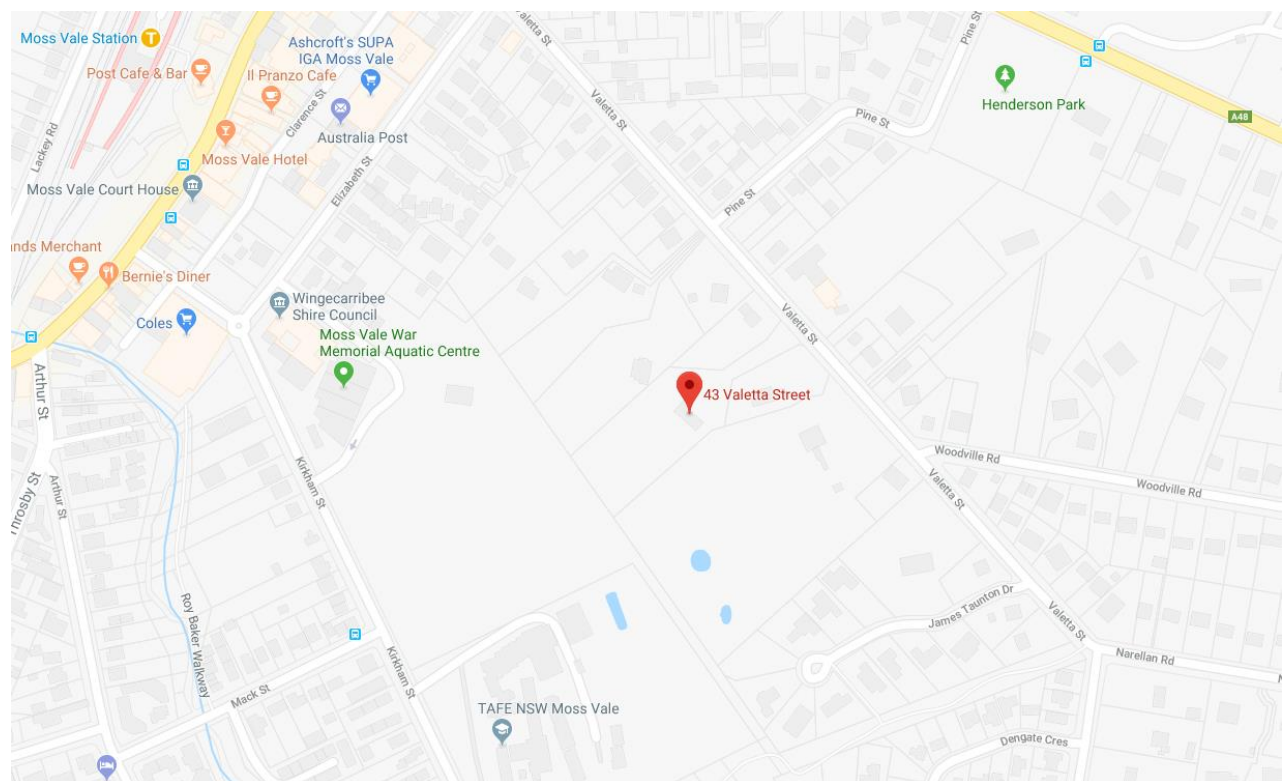 Moss Vale Station
T
Post Cafe & Bar
Ashcroft's SUPA
IGA Moss Vale
Il Pranzo Cafe
Clarence St
Australia Post
Lackey Rd
Moss Vale Hotel
Elizabeth St
Moss Vale Court House
Valetta St
Valetta St
Pine St
Pine St
Pine St
Henderson Park
A48
nds Merchant
Bernie's Diner
Coles
Wingecarribee
Shire Council
Moss Vale War
Memorial Aquatic Centre
Valetta St
43 Valetta Street
Arthur St
Arthur St
Throsby St
Kirkham St
Woodville Rd
Woodville Rd
Valetta St
Roy Baker Walkway
James Taunton Dr
Valetta St
Narellan Rd
N
Kirkham St
Mack St
TAFE NSW Moss Vale
Dengate Cres